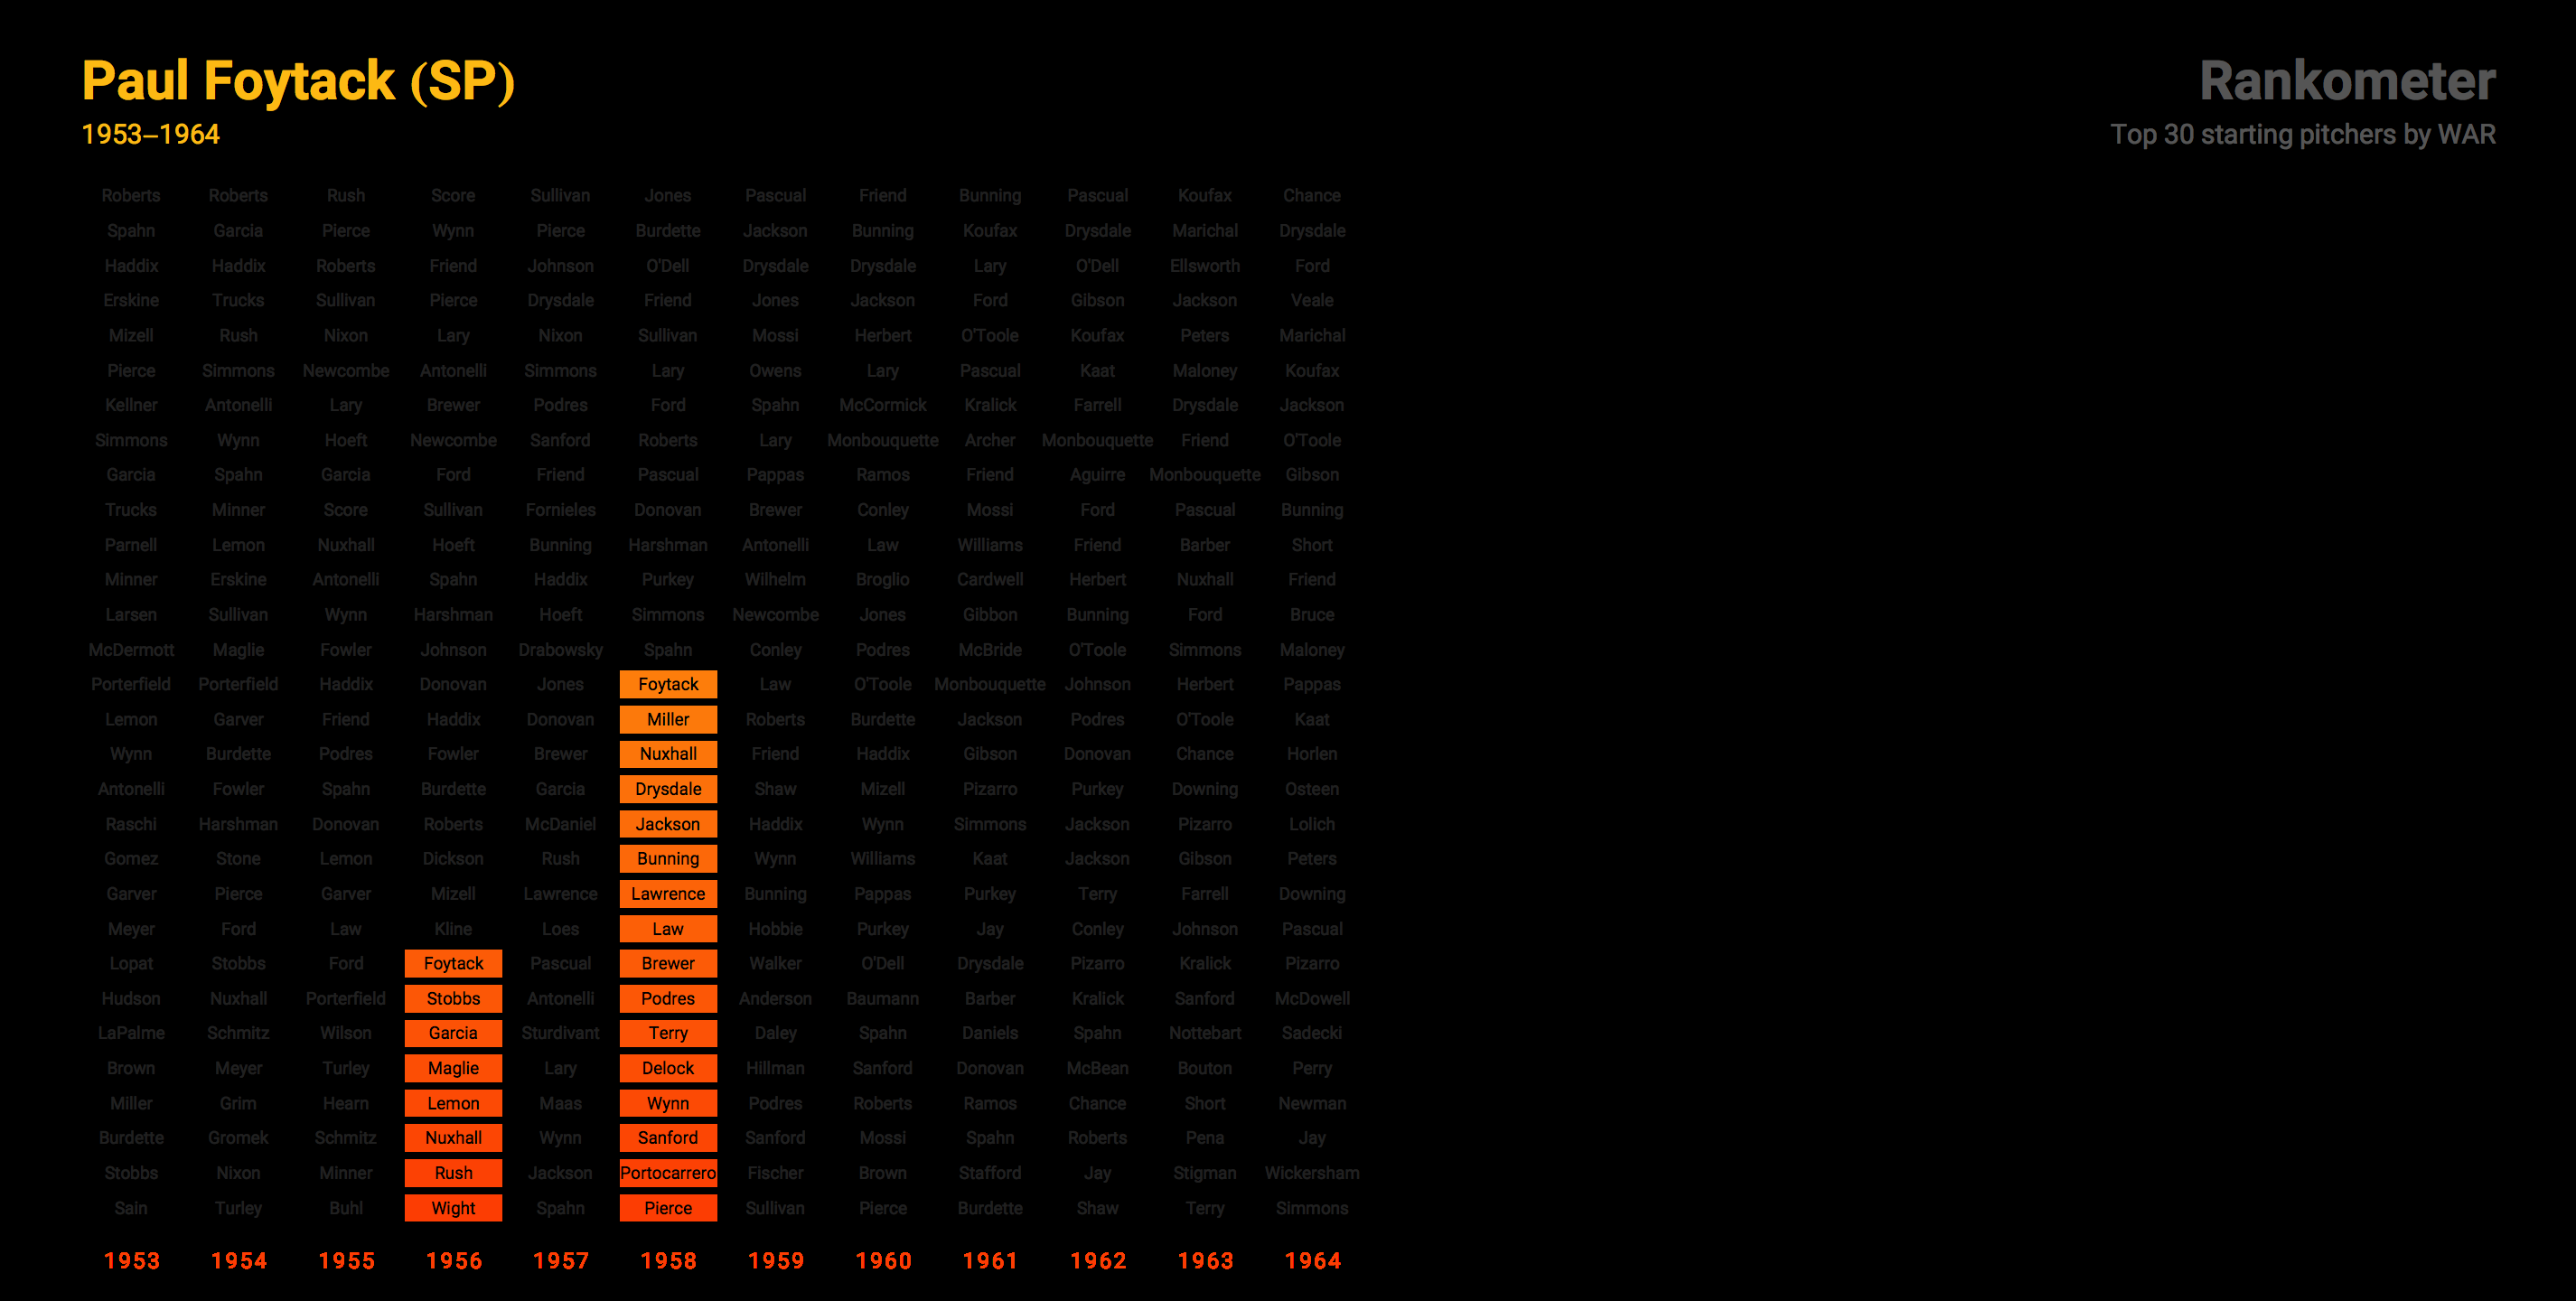 Paul Foytack (SP)
1953–1964
Rankometer
Top 30 starting pitchers by WAR
Roberts Roberts Rush Score Sullivan Jones Pascual Friend Bunning Pascual Koufax Chance
Spahn Garcia Pierce Wynn Pierce Burdette Jackson Bunning Koufax Drysdale Marichal Drysdale
Haddix Haddix Roberts Friend Johnson O'Dell Drysdale Drysdale Lary O'Dell Ellsworth Ford
Erskine Trucks Sullivan Pierce Drysdale Friend Jones Jackson Ford Gibson Jackson Veale
Mizell Rush Nixon Lary Nixon Sullivan Mossi Herbert O'Toole Koufax Peters Marichal
Pierce Simmons Newcombe Antonelli Simmons Lary Owens Lary Pascual Kaat Maloney Koufax
Kellner Antonelli Lary Brewer Podres Ford Spahn McCormick Kralick Farrell Drysdale Jackson
Simmons Wynn Hoeft Newcombe Sanford Roberts Lary Monbouquette Archer Monbouquette Friend O'Toole
Garcia Spahn Garcia Ford Friend Pascual Pappas Ramos Friend Aguirre Monbouquette Gibson
Trucks Minner Score Sullivan Fornieles Donovan Brewer Conley Mossi Ford Pascual Bunning
Parnell Lemon Nuxhall Hoeft Bunning Harshman Antonelli Law Williams Friend Barber Short
Minner Erskine Antonelli Spahn Haddix Purkey Wilhelm Broglio Cardwell Herbert Nuxhall Friend
Larsen Sullivan Wynn Harshman Hoeft Simmons Newcombe Jones Gibbon Bunning Ford Bruce
McDermott Maglie Fowler Johnson Drabowsky Spahn Conley Podres McBride O'Toole Simmons Maloney
Porterfield Porterfield Haddix Donovan Jones Foytack Law O'Toole Monbouquette Johnson Herbert Pappas
Lemon Garver Friend Haddix Donovan Miller Roberts Burdette Jackson Podres O'Toole Kaat
Wynn Burdette Podres Fowler Brewer Nuxhall Friend Haddix Gibson Donovan Chance Horlen
Antonelli Fowler Spahn Burdette Garcia Drysdale Shaw Mizell Pizarro Purkey Downing Osteen
Raschi Harshman Donovan Roberts McDaniel Jackson Haddix Wynn Simmons Jackson Pizarro Lolich
Gomez Stone Lemon Dickson Rush Bunning Wynn Williams Kaat Jackson Gibson Peters
Garver Pierce Garver Mizell Lawrence Lawrence Bunning Pappas Purkey Terry Farrell Downing
Meyer Ford Law Kline Loes Law Hobbie Purkey Jay Conley Johnson Pascual
Lopat Stobbs Ford Foytack Pascual Brewer Walker O'Dell Drysdale Pizarro Kralick Pizarro
Hudson Nuxhall Porterfield Stobbs Antonelli Podres Anderson Baumann Barber Kralick Sanford McDowell
LaPalme Schmitz Wilson Garcia Sturdivant Terry Daley Spahn Daniels Spahn Nottebart Sadecki
Brown Meyer Turley Maglie Lary Delock Hillman Sanford Donovan McBean Bouton Perry
Miller Grim Hearn Lemon Maas Wynn Podres Roberts Ramos Chance Short Newman
Burdette Gromek Schmitz Nuxhall Wynn Sanford Sanford Mossi Spahn Roberts Pena Jay
Stobbs Nixon Minner Rush Jackson Portocarrero Fischer Brown Stafford Jay Stigman Wickersham
Sain Turley Buhl Wight Spahn Pierce Sullivan Pierce Burdette Shaw Terry Simmons
1953 1954 1955 1956 1957 1958 1959 1960 1961 1962 1963 1964